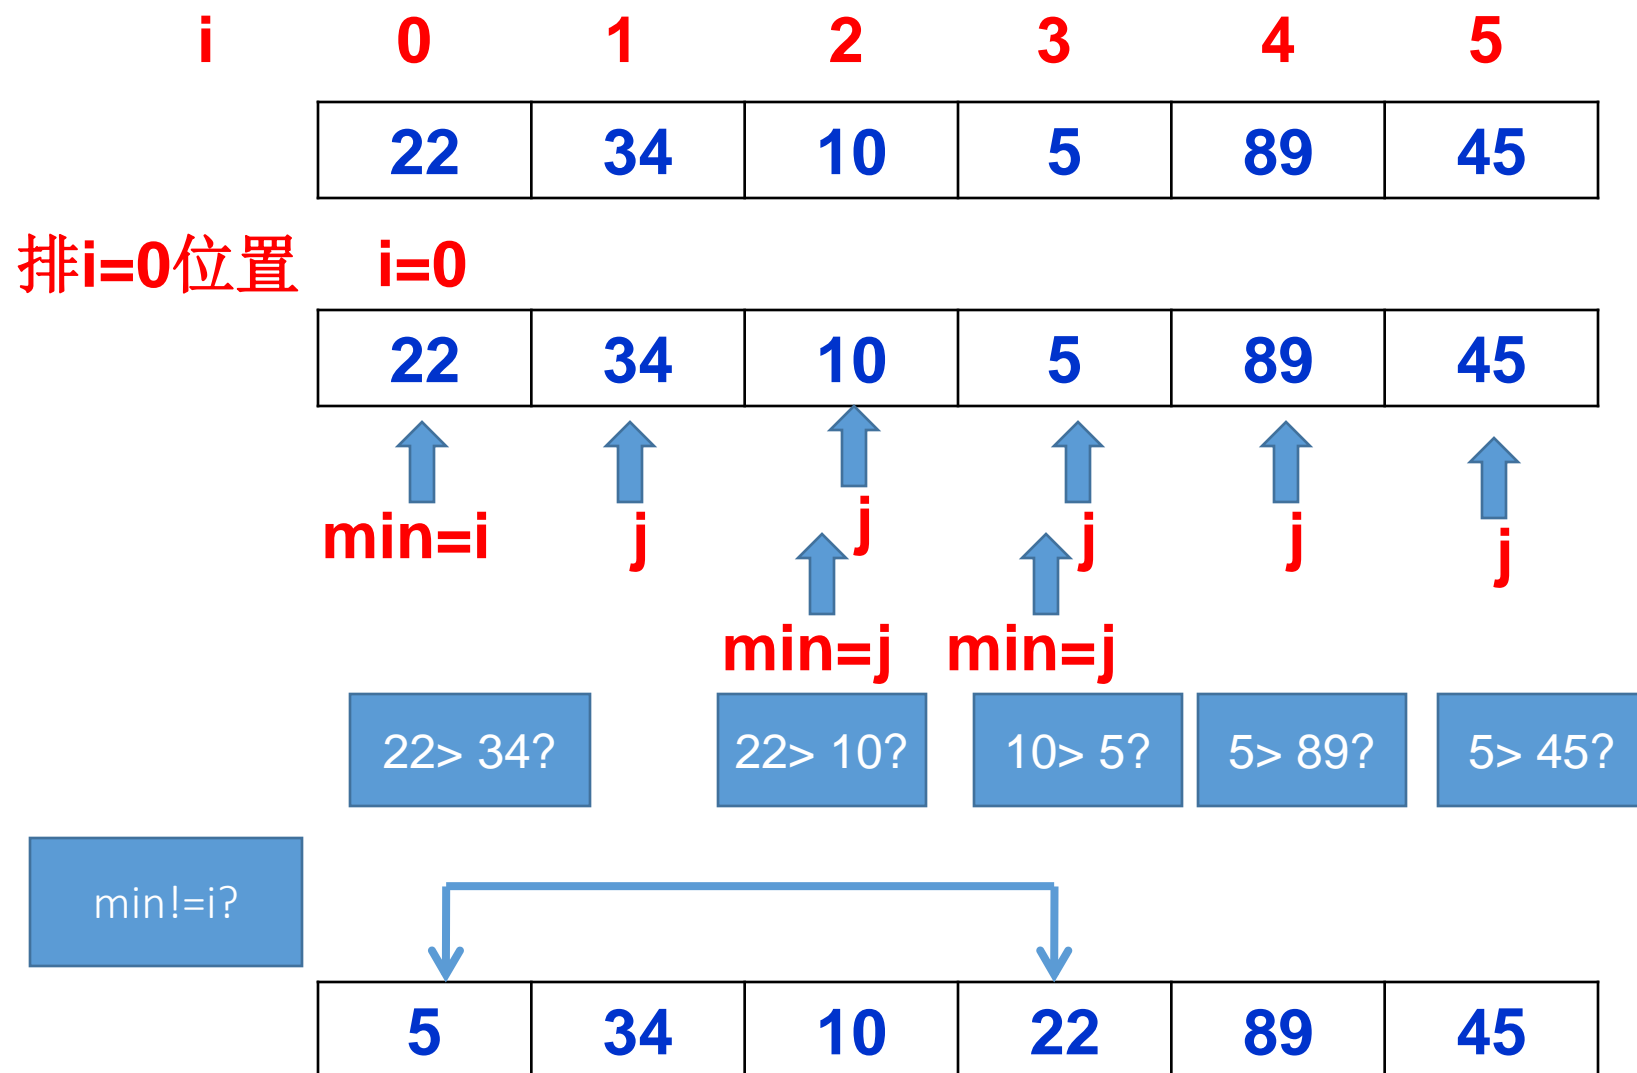 i 0 1 2 3 4 5
22 34 10 5 89 45
排i=0位置 i=0
22 34 10 5 89 45
min=i j j j j j
min=j min=j
22> 34? 22> 10? 10> 5? 5> 89? 5> 45?
min!=i?
5 34 10 22 89 45